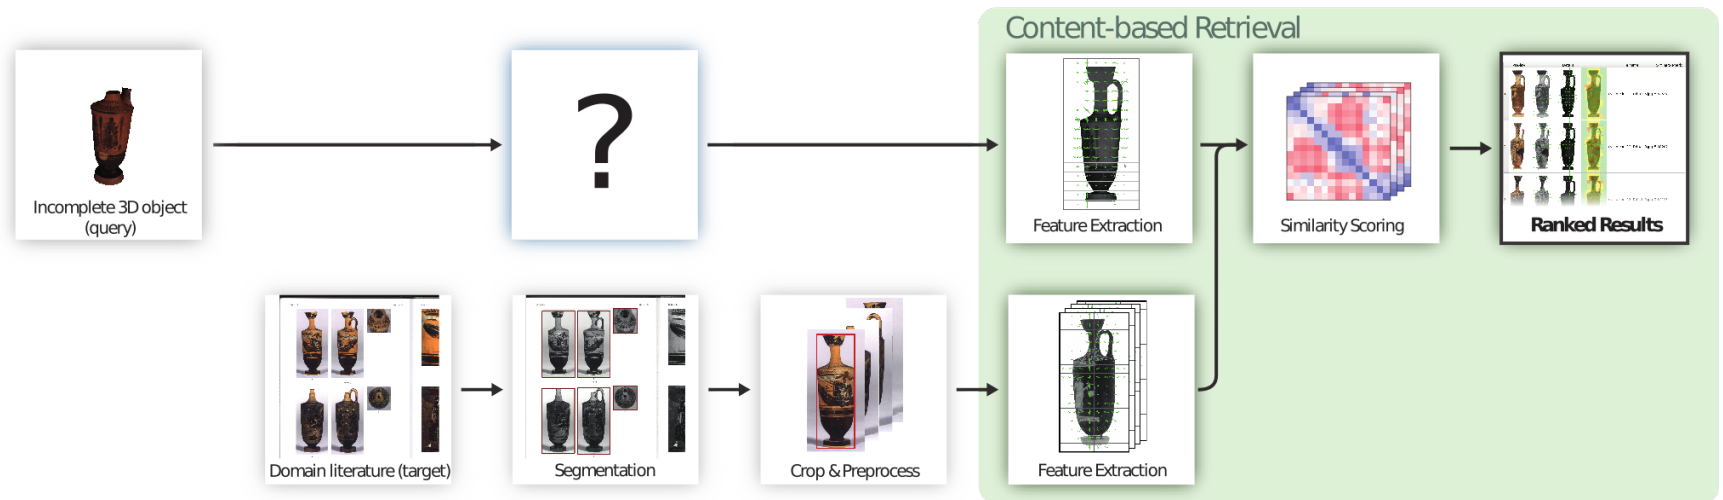 Content-based Retrieval
Incomplete 3D object
(query)
?
Feature Extraction
Similarity Scoring
Ranked Results
Domain literature (target)
Segmentation
Crop & Preprocess
Feature Extraction